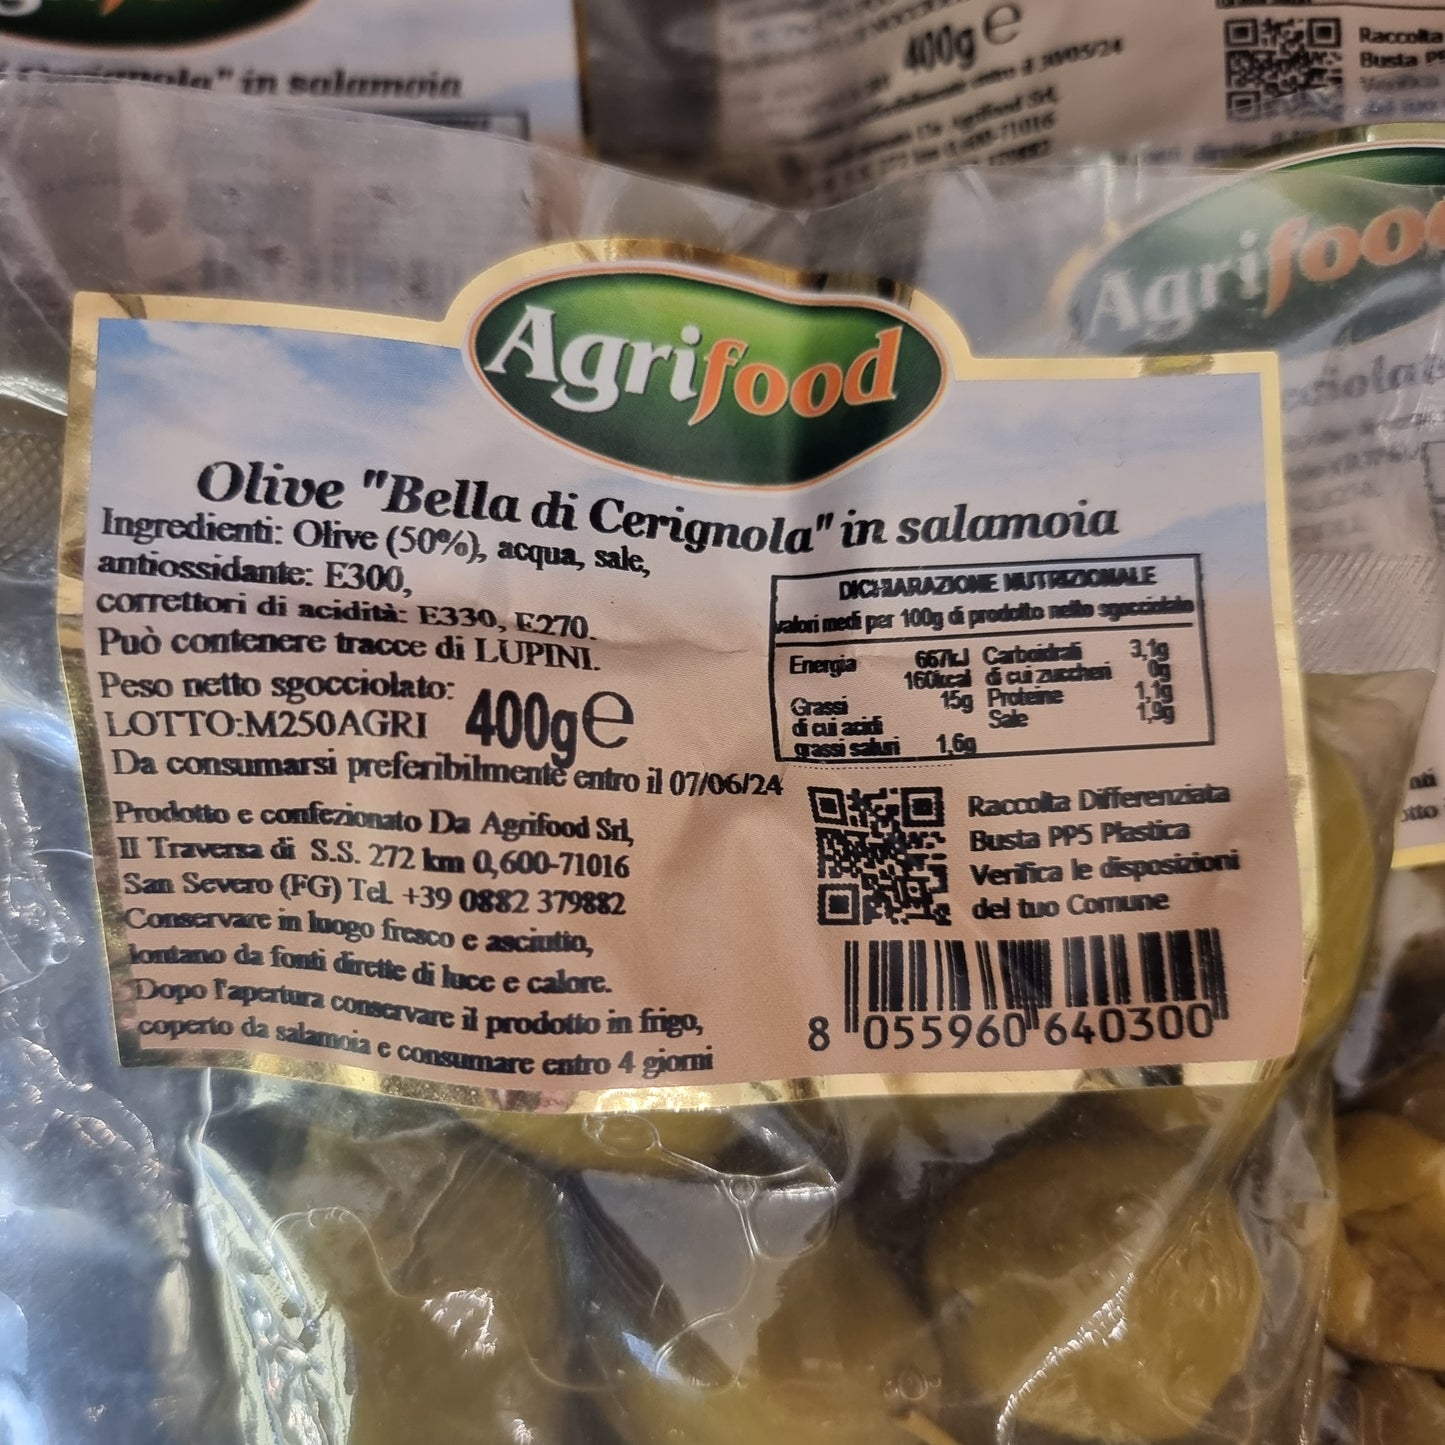 in salamoia
400g e
Raccolta
Busta
Agrifood
Agrifood
Olive "Bella di Cerignola" in salamoia
Ingredienti: Olive (50%), acqua, sale,
antiossidante: E300,
correttori di acidità: E330, E270.
Può contenere tracce di LUPINI.
Peso netto sgocciolato: 400g e
LOTTO:M250AGRI
Da consumarsi preferibilmente entro il 07/06/24
Prodotto e confezionato Da Agrifood Srl,
II Traversa di S.S. 272 km 0,600-71016
San Severo (FG) Tel. +39 0882 379882
Conservare in luogo fresco e asciutto,
lontano da fonti dirette di luce e calore.
Dopo l'apertura conservare il prodotto in frigo,
coperto da salamoia e consumare entro 4 giorni
DICHIARAZIONE NUTRIZIONALE
valori medi per 100g di prodotto netto sgocciolato
Energia 667kJ
160kcal
Grassi 15g
di cui acidi
grassi saturi 1,6g
Carboidrati 3,1g
di cui zuccheri 0g
Proteine 1,1g
Sale 1,9g
Raccolta Differenziata
Busta PP5 Plastica
Verifica le disposizioni
del tuo Comune
8 055960 640300